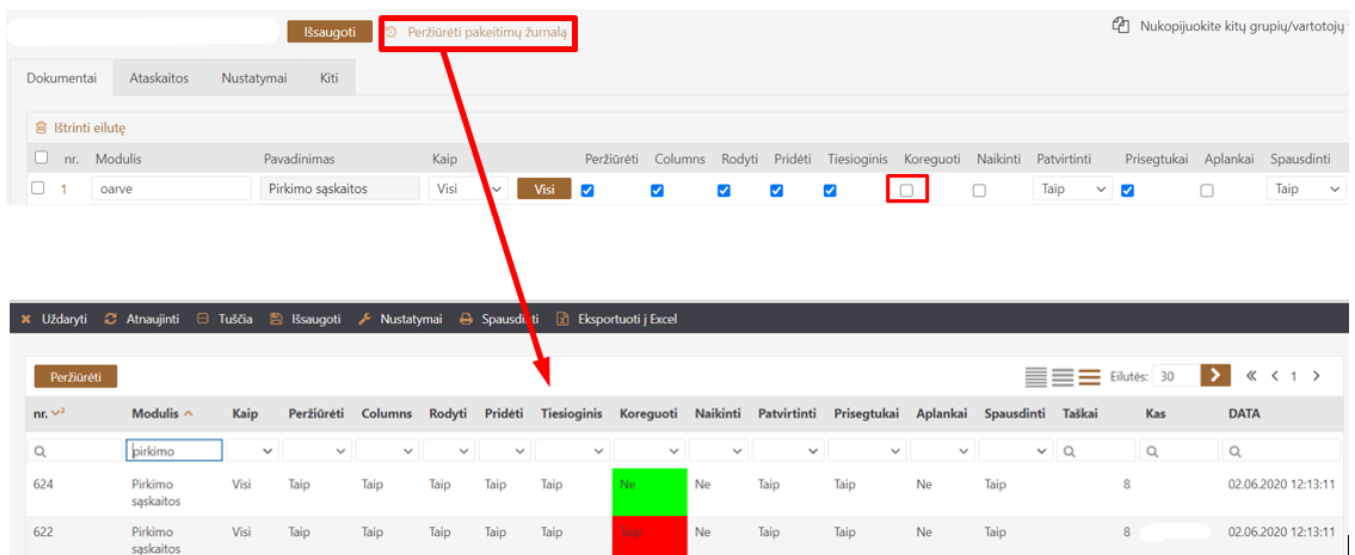 Išsaugoti Peržiūrėti pakeitimų žurnalą Nukopijuokite kitų grupių/vartotojų
Dokumentai Ataskaitos Nustatymai Kiti
Ištrinti eilutę
nr. Modulis Pavadinimas Kaip Peržiūrėti Columns Rodyti Pridėti Tiesioginis Koreguoti Naikinti Patvirtinti Prisegtukai Aplankai Spausdinti
1 oarve Pirkimo sąskaitos Visi Visi Taip Taip
Uždaryti Atnaujinti Tuščia Išsaugoti Nustatymai Spausdinti Eksportuoti į Excel
Peržiūrėti Eilutės: 30 1
nr. 2 Modulis Kaip Peržiūrėti Columns Rodyti Pridėti Tiesioginis Koreguoti Naikinti Patvirtinti Prisegtukai Aplankai Spausdinti Taškai Kas DATA
pirkimo
624 Pirkimo Visi Taip Taip Taip Taip Taip Ne Ne Taip Taip Ne Taip 8 02.06.2020 12:13:11
sąskaitos
622 Pirkimo Visi Taip Taip Taip Taip Taip Taip Ne Taip Taip Ne Taip 8 02.06.2020 12:13:11
sąskaitos